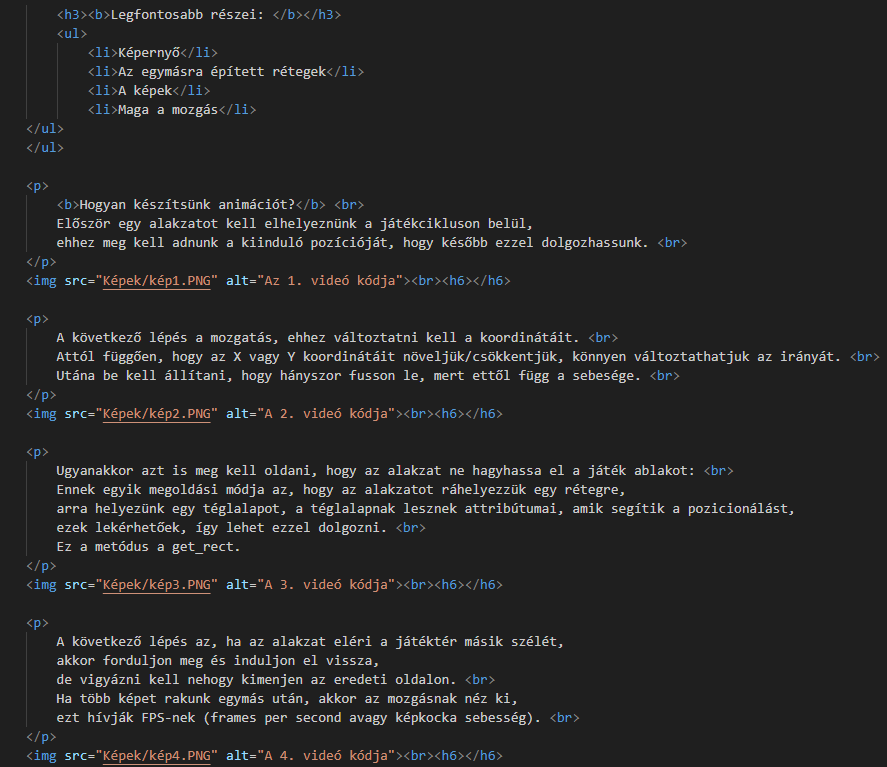 <h3><b>Legfontosabb részei: </b></h3>
<ul>
<li>Képernyő</li>
<li>Az egymásra épített rétegek</li>
<li>A képek</li>
<li>Maga a mozgás</li>
</ul>
</ul>
<p>
<b>Hogyan készítsünk animációt?</b> <br>
Először egy alakzatot kell elhelyeznünk a játékcikluson belül,
ehhez meg kell adnunk a kiinduló pozícióját, hogy később ezzel dolgozhassunk. <br>
</p>
<img src="Képek/kép1.PNG" alt="Az 1. videó kódja"><br><h6></h6>
<p>
A következő lépés a mozgatás, ehhez változtatni kell a koordinátáit. <br>
Attól függően, hogy az X vagy Y koordinátáit növeljük/csökkentjük, könnyen változtathatjuk az irányát. <br>
Utána be kell állítani, hogy hányszor fusson le, mert ettől függ a sebesége. <br>
</p>
<img src="Képek/kép2.PNG" alt="A 2. videó kódja"><br><h6></h6>
<p>
Ugyanakkor azt is meg kell oldani, hogy az alakzat ne hagyhassa el a játék ablakot: <br>
Ennek egyik megoldási módja az, hogy az alakzatot ráhelyezzük egy rétegre,
arra helyezünk egy téglalapot, a téglalapnak lesznek attribútumai, amik segítik a pozicionálást,
ezek lekérhetőek, így lehet ezzel dolgozni. <br>
Ez a metódus a get_rect.
</p>
<img src="Képek/kép3.PNG" alt="A 3. videó kódja"><br><h6></h6>
<p>
A következő lépés az, ha az alakzat eléri a játéktér másik szélét,
akkor forduljon meg és induljon el vissza,
de vigyázni kell nehogy kimenjen az eredeti oldalon. <br>
Ha több képet rakunk egymás után, akkor az mozgásnak néz ki,
ezt hívják FPS-nek (frames per second avagy képkocka sebesség). <br>
</p>
<img src="Képek/kép4.PNG" alt="A 4. videó kódja"><br><h6></h6>